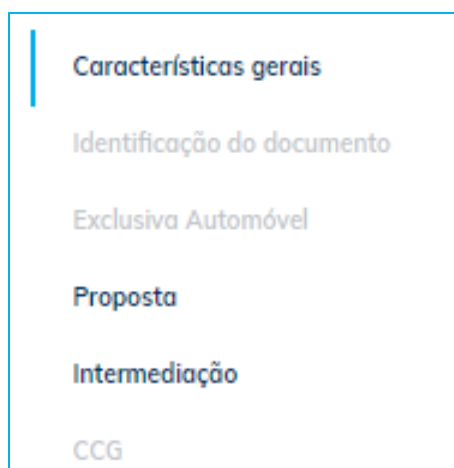 Características gerais
Identificação do documento
Exclusiva Automóvel
Proposta
Intermediação
CCG